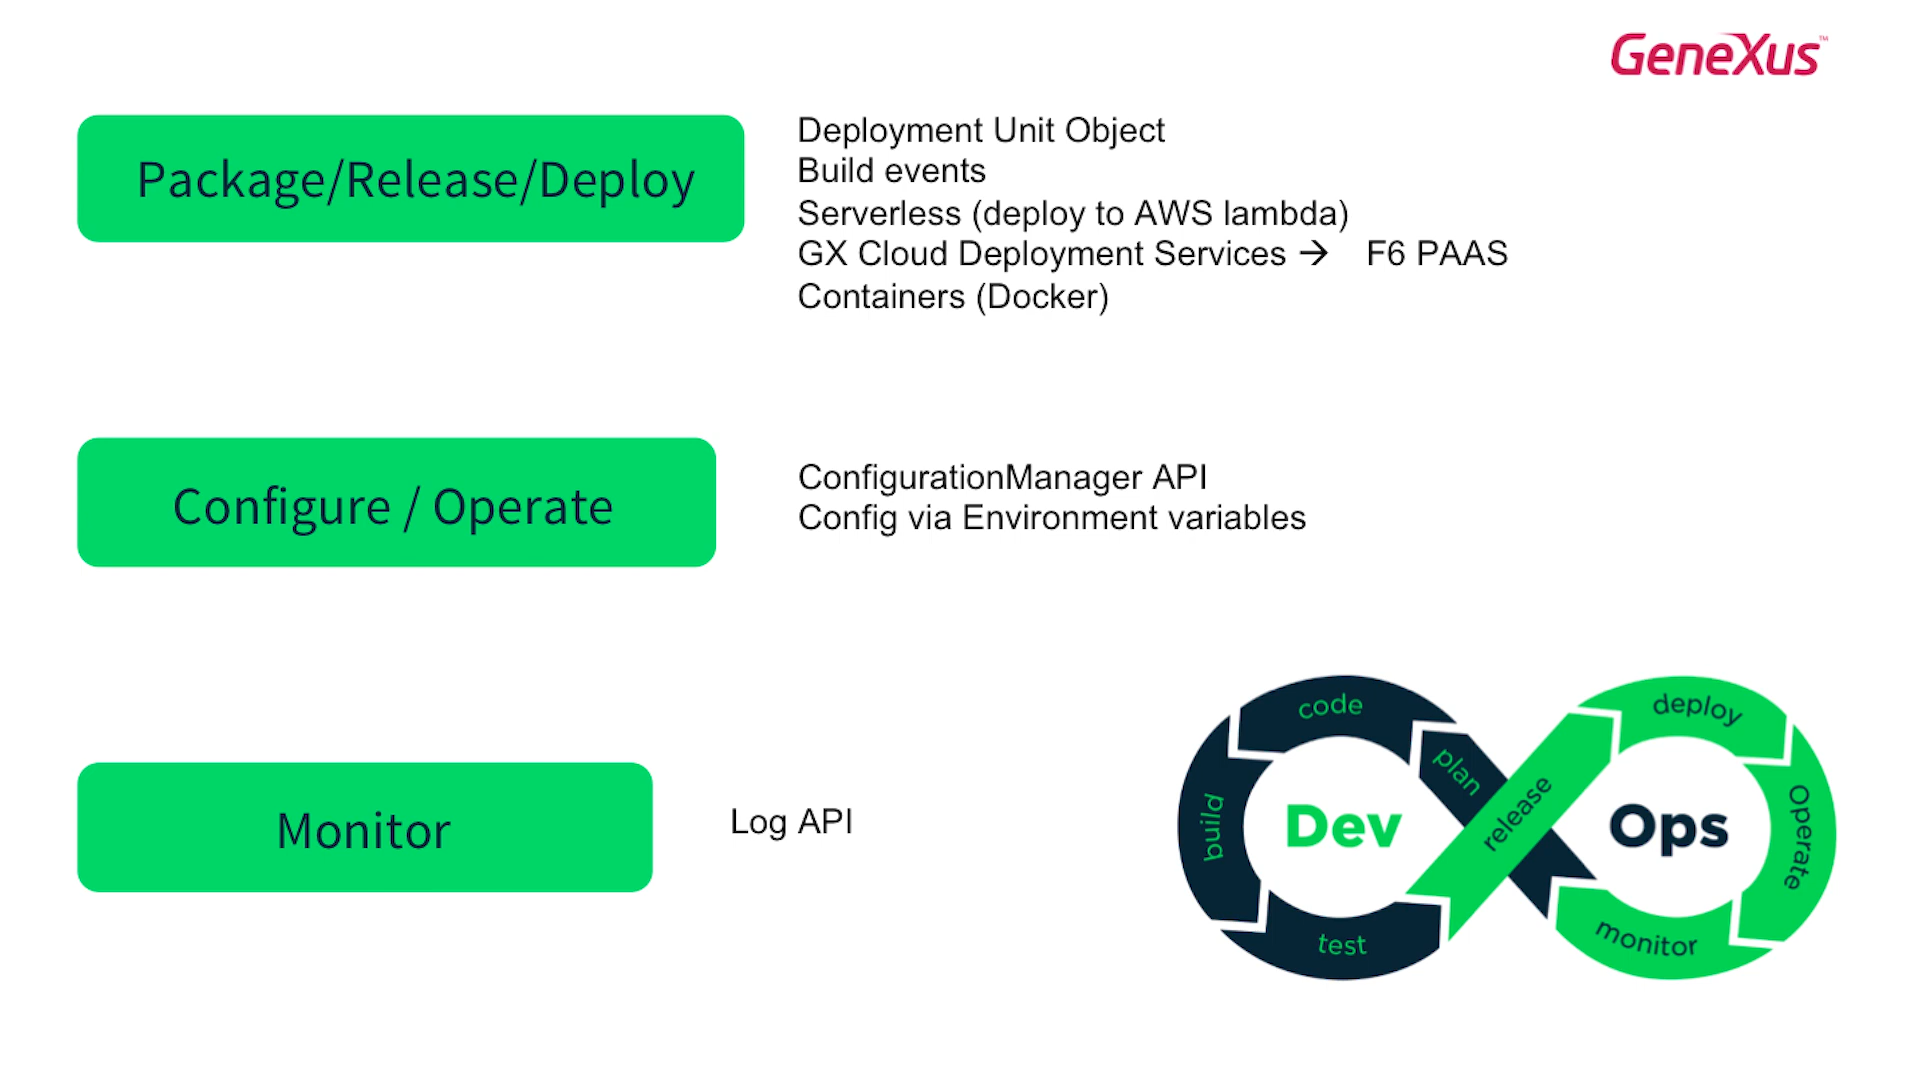 GeneXus™
Package/Release/Deploy
Deployment Unit Object
Build events
Serverless (deploy to AWS lambda)
GX Cloud Deployment Services → F6 PAAS
Containers (Docker)
Configure / Operate
ConfigurationManager API
Config via Environment variables
Monitor
Log API
code
plan
build
Dev
test
release
deploy
Ops
Operate
monitor